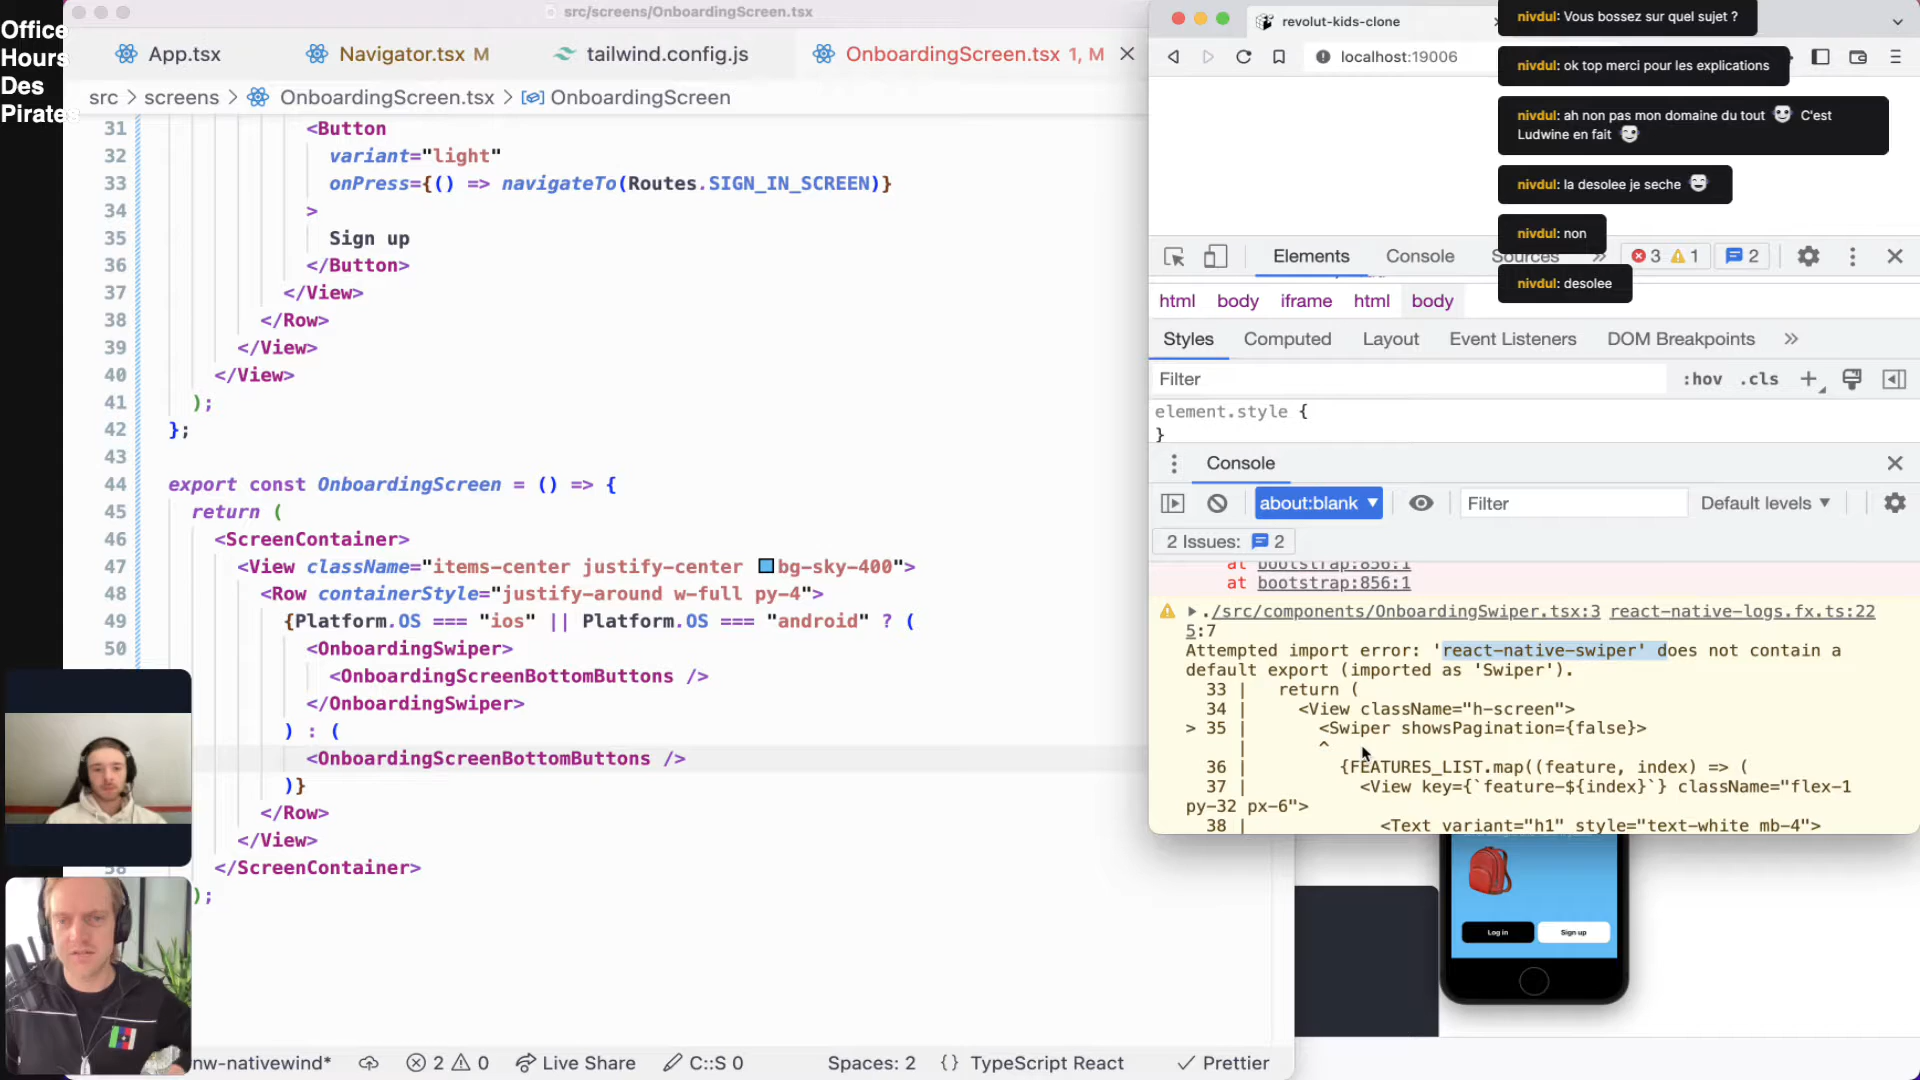 Office
Hours
Des
Pirates
src/screens/OnboardingScreen.tsx
App.tsx
Navigator.tsx M
tailwind.config.js
OnboardingScreen.tsx 1, M
src > screens > OnboardingScreen.tsx > OnboardingScreen
31 <Button
32 variant="light"
33 onPress={() => navigateTo(Routes.SIGN_IN_SCREEN)}
34 >
35 Sign up
36 </Button>
37 </View>
38 </Row>
39 </View>
40 </View>
41 );
42 };
43
44 export const OnboardingScreen = () => {
45 return (
46 <ScreenContainer>
47 <View className="items-center justify-center bg-sky-400">
48 <Row containerStyle="justify-around w-full py-4">
49 {Platform.OS === "ios" || Platform.OS === "android" ? (
50 <OnboardingSwiper>
<OnboardingScreenBottomButtons />
</OnboardingSwiper>
) : (
<OnboardingScreenBottomButtons />
)}
</Row>
</View>
</ScreenContainer>
);
nw-nativewind*
2 0
Live Share
C::S 0
Spaces: 2
{} TypeScript React
Prettier
revolut-kids-clone
localhost:19006
nivdul: Vous bossez sur quel sujet ?
nivdul: ok top merci pour les explications
nivdul: ah non pas mon domaine du tout C'est
Ludwine en fait
nivdul: la desolee je seche
nivdul: non
nivdul: desolee
Elements
Console
Sources
»
3 1
2
html body iframe html body
Styles
Computed
Layout
Event Listeners
DOM Breakpoints
»
Filter
:hov .cls +
element.style {
}
Console
about:blank ▼
Filter
Default levels ▼
2 Issues: 2
at bootstrap:856:1
at bootstrap:856:1
./src/components/OnboardingSwiper.tsx:3 react-native-logs.fx.ts:22
5:7
Attempted import error: 'react-native-swiper' does not contain a
default export (imported as 'Swiper').
33 | return (
34 | <View className="h-screen">
> 35 | <Swiper showsPagination={false}>
| ^
36 | {FEATURES_LIST.map((feature, index) => (
37 | <View key={`feature-${index}`} className="flex-1
py-32 px-6">
38 | <Text variant="h1" style="text-white mb-4">
Log in
Sign up